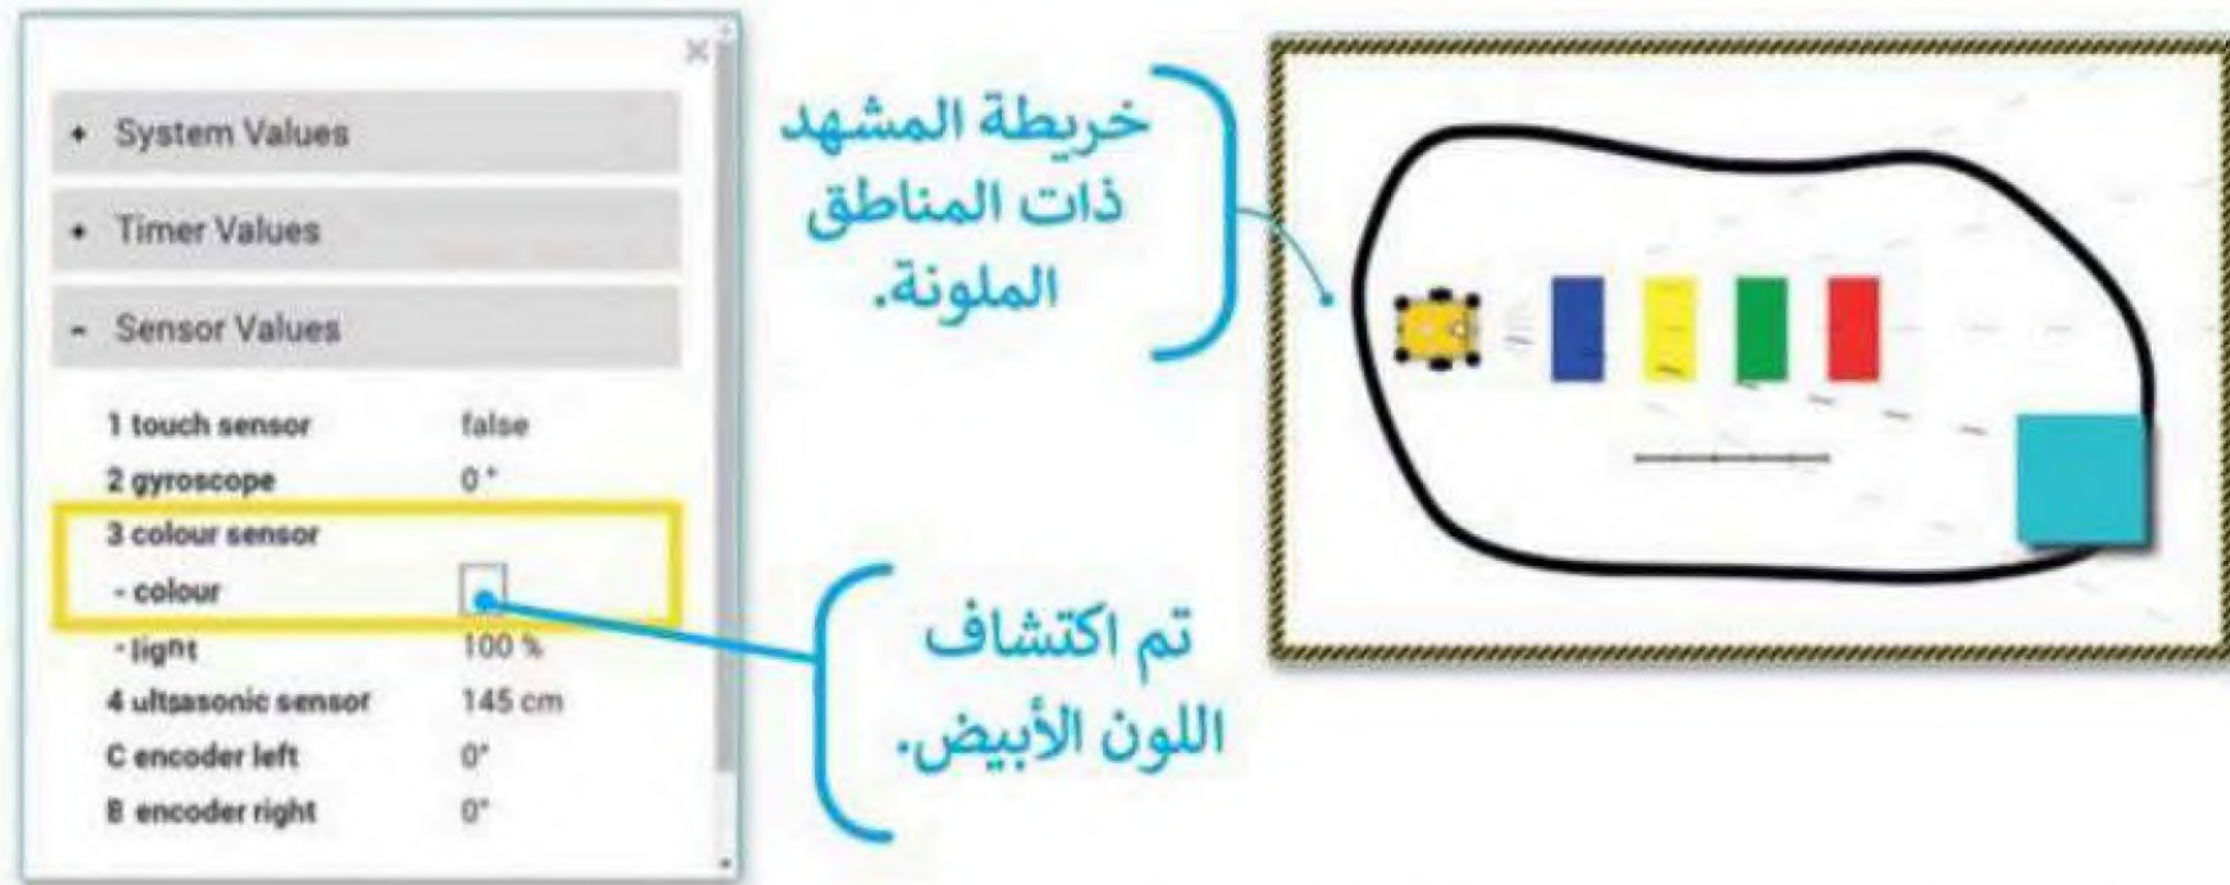 + System Values
+ Timer Values
- Sensor Values
1 touch sensor false
2 gyroscope 0°
3 colour sensor
- colour
- light 100 %
4 ultsasonic sensor 145 cm
C encoder left 0°
B encoder right 0°
خريطة المشهد
ذات المناطق
الملونة.
تم اكتشاف
اللون الأبيض.